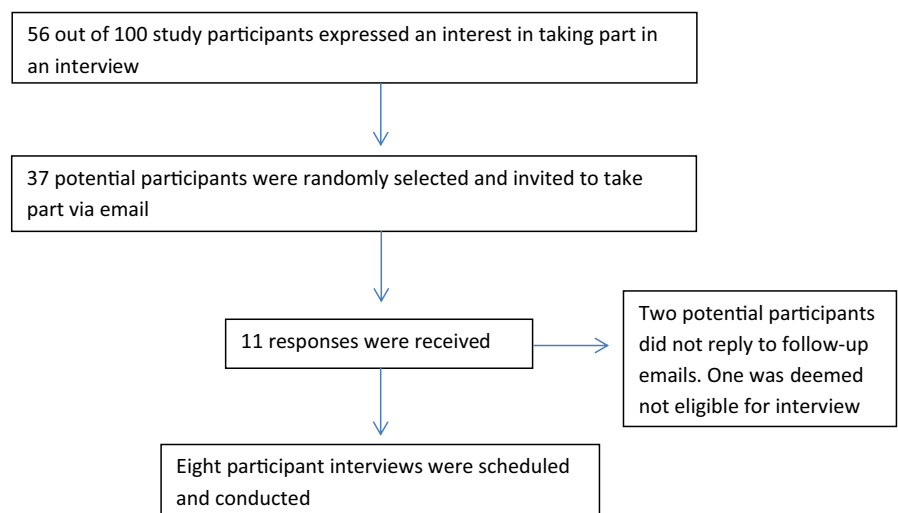 56 out of 100 study participants expressed an interest in taking part in
an interview
37 potential participants were randomly selected and invited to take
part via email
11 responses were received
Two potential participants
did not reply to follow-up
emails. One was deemed
not eligible for interview
Eight participant interviews were scheduled
and conducted